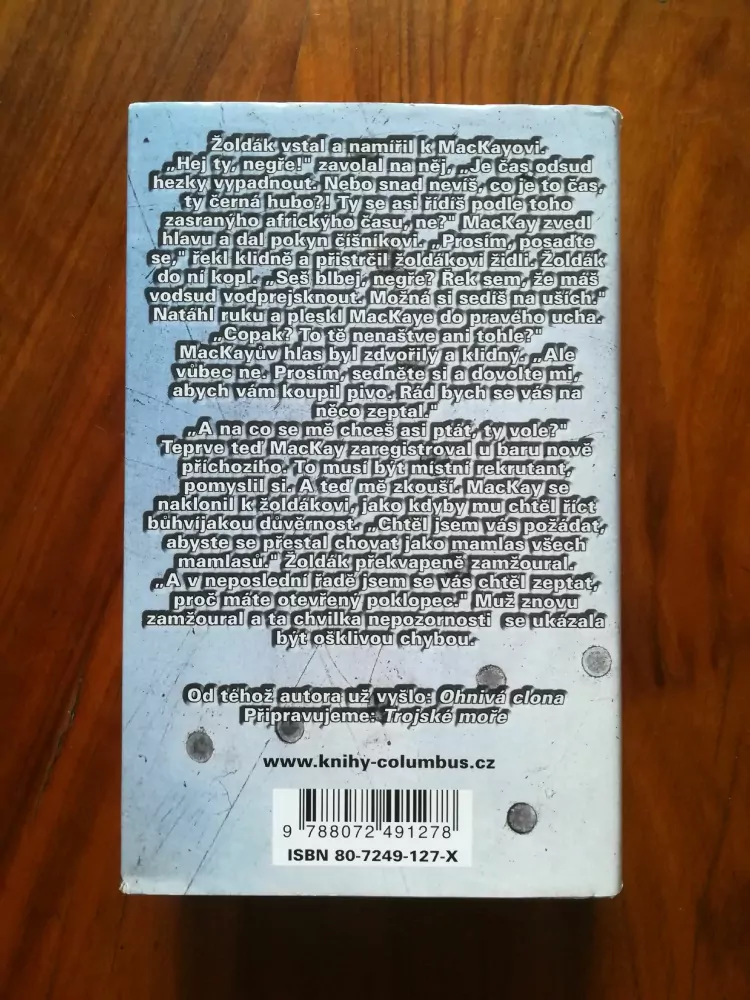 Žoldák vstal a namířil k MacKayovi.
„Hej ty, negře!" zavolal na něj, „Je čas odsud
hezky vypadnout. Nebo snad nevíš, co je to čas,
ty černá hubo?! Ty se asi řídíš podle toho
zasranýho africkýho času, ne?" MacKay zvedl
hlavu a dal pokyn číšníkovi. „Prosím, posaďte
se," řekl klidně a přistrčil žoldákovi židli. Žoldák
do ní kopl. „Seš blbej, negře? Řek sem, že máš
vodsud vodprejsknout. Možná si sedíš na uších."
Natáhl ruku a pleskl MacKaye do pravého ucha.
„Copak? To tě nenaštve ani tohle?"
MacKayův hlas byl zdvořilý a klidný. „Ale
vůbec ne. Prosím, sedněte si a dovolte mi,
abych vám koupil pivo. Rád bych se vás na
něco zeptal."
„A na co se mě chceš asi ptát, ty vole?"
Teprve teď MacKay zaregistroval u baru nově
příchozího. To musí být místní rekrutant,
pomyslil si. A teď mě zkouší. MacKay se
naklonil k žoldákovi, jako kdyby mu chtěl říct
bůhvíjakou důvěrnost. „Chtěl jsem vás požádat,
abyste se přestal chovat jako mamlas všech
mamlasů." Žoldák překvapeně zamžoural.
„A v neposlední řadě jsem se vás chtěl zeptat,
proč máte otevřený poklopec." Muž znovu
zamžoural a ta chvilka nepozornosti se ukázala
být ošklivou chybou.
Od téhož autora už vyšlo: Ohnivá clona
Připravujeme: Trojské moře
www.knihy-columbus.cz
9 788072 491278
ISBN 80-7249-127-X